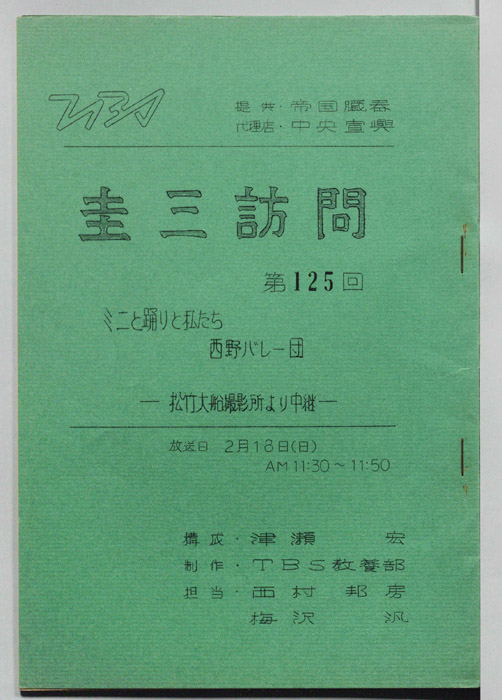 TBS
提供・帝国臓器
代理店・中央宣興
圭三訪問
第125回
ミニと踊りと私たち
西野バレー団
― 松竹大船撮影所より中継 ―
放送日 2月18日(日)
AM 11:30～11:50
構成・津瀬 宏
制作・TBS教養部
担当・西村 邦房
梅沢 汎